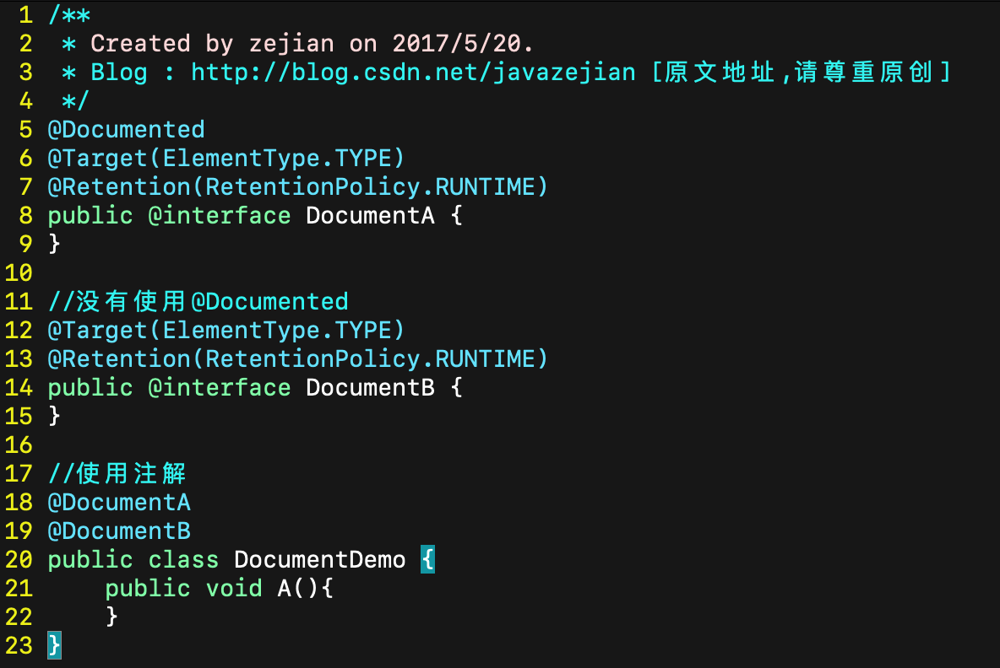 1 /**
2  * Created by zejian on 2017/5/20.
3  * Blog : http://blog.csdn.net/javazejian [原文地址,请尊重原创]
4  */
5 @Documented
6 @Target(ElementType.TYPE)
7 @Retention(RetentionPolicy.RUNTIME)
8 public @interface DocumentA {
9 }
10
11 //没有使用@Documented
12 @Target(ElementType.TYPE)
13 @Retention(RetentionPolicy.RUNTIME)
14 public @interface DocumentB {
15 }
16
17 //使用注解
18 @DocumentA
19 @DocumentB
20 public class DocumentDemo {
21     public void A(){
22     }
23 }